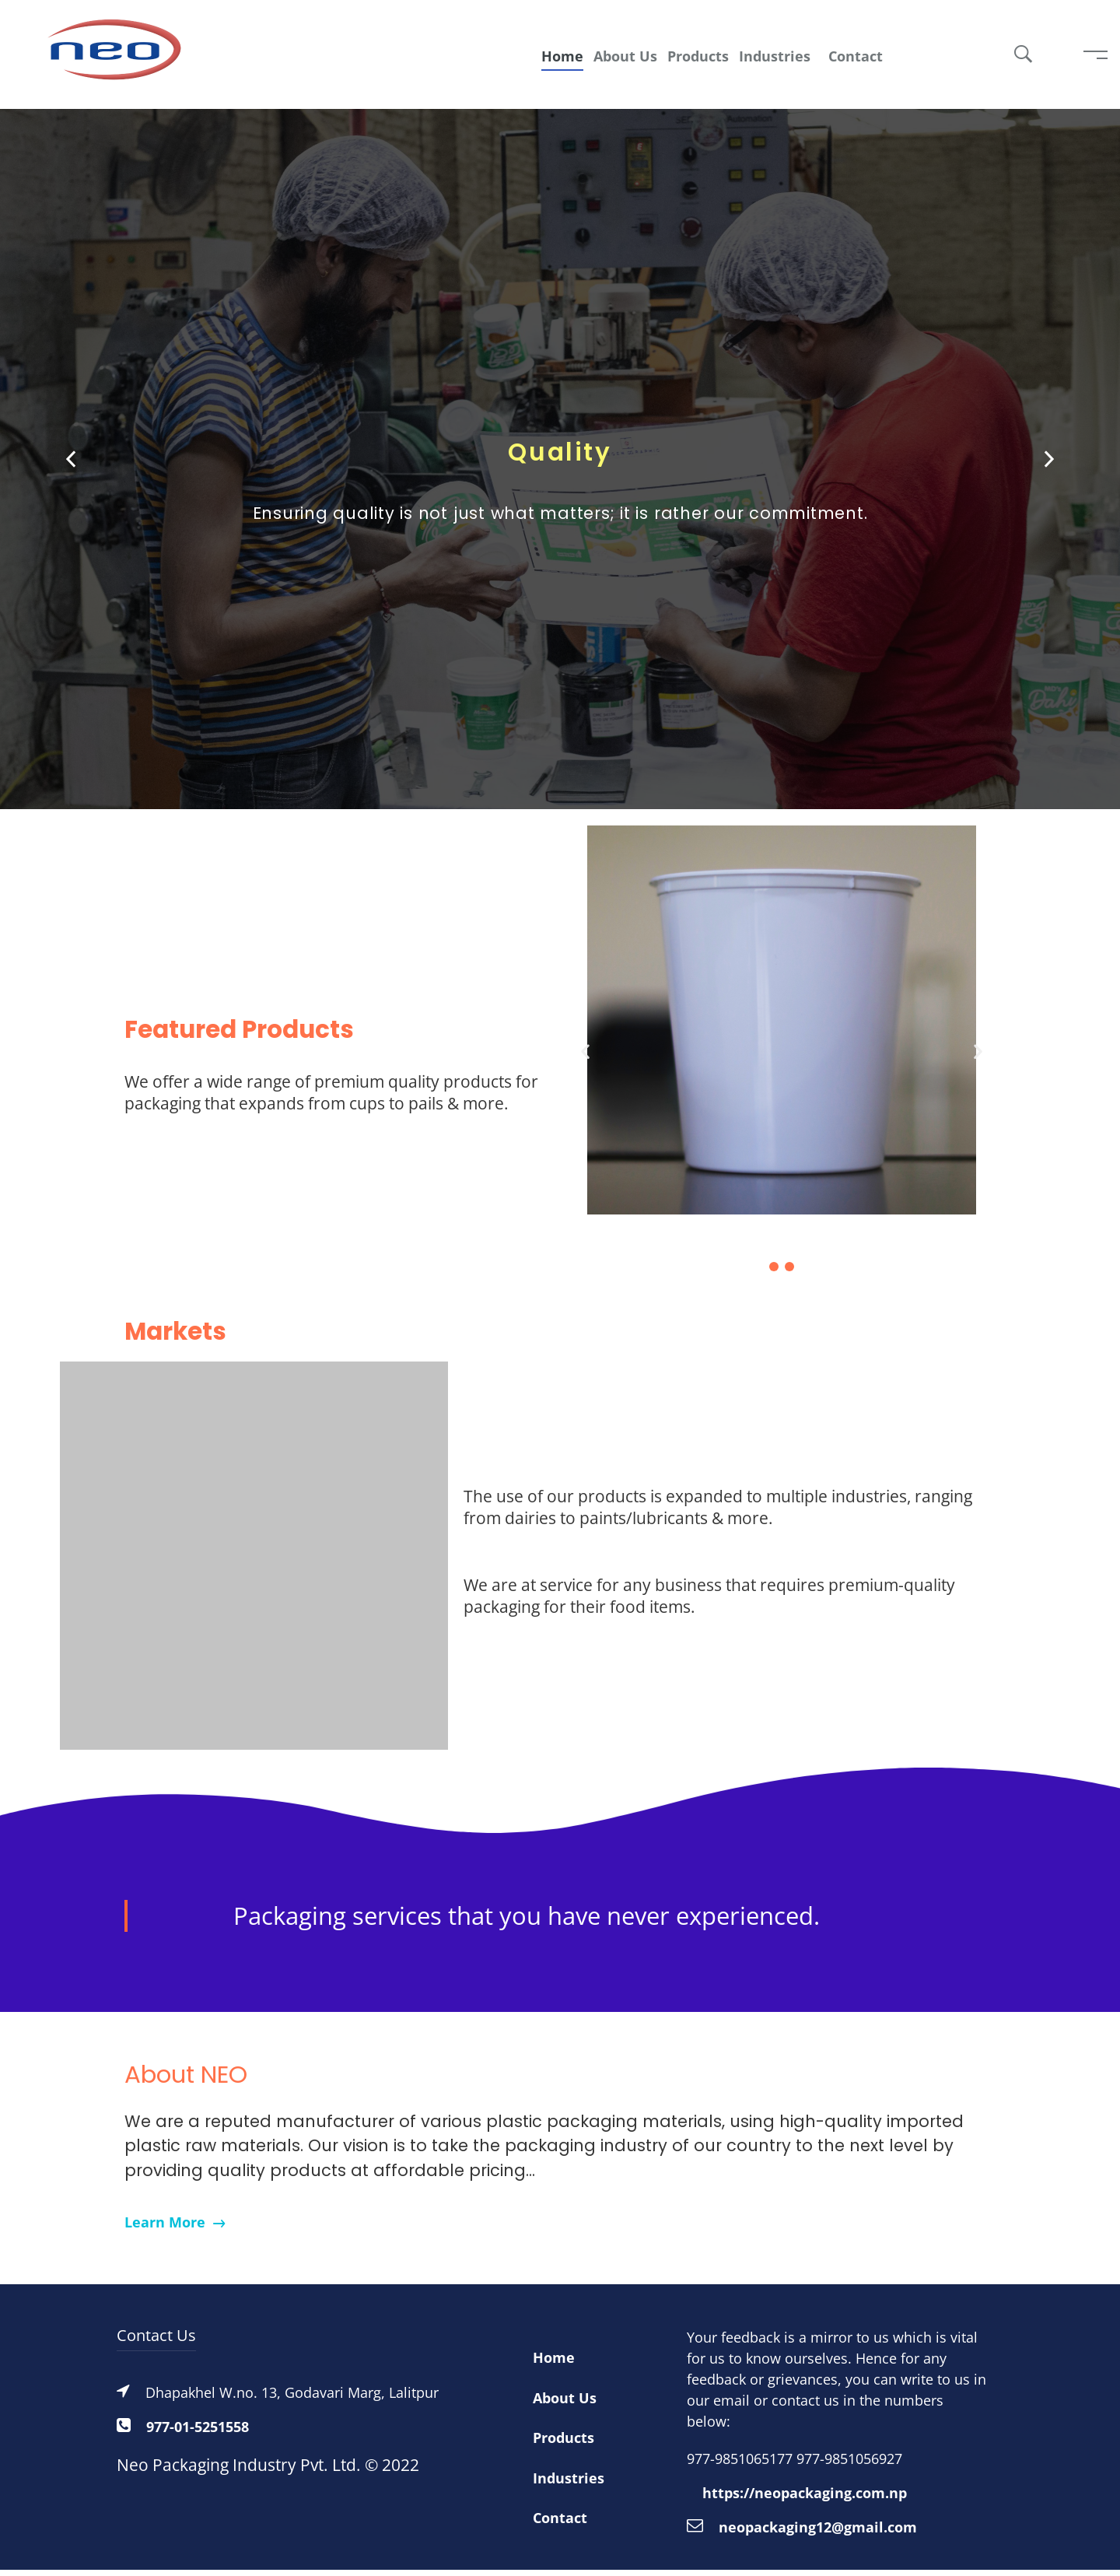 neo
Home About Us Products Industries Contact
Automation
Quality
Ensuring quality is not just what matters; it is rather our commitment.
Dahi
Featured Products
We offer a wide range of premium quality products for
packaging that expands from cups to pails & more.
Markets
The use of our products is expanded to multiple industries, ranging
from dairies to paints/lubricants & more.
We are at service for any business that requires premium-quality
packaging for their food items.
Packaging services that you have never experienced.
About NEO
We are a reputed manufacturer of various plastic packaging materials, using high-quality imported
plastic raw materials. Our vision is to take the packaging industry of our country to the next level by
providing quality products at affordable pricing...
Learn More →
Contact Us
Dhapakhel W.no. 13, Godavari Marg, Lalitpur
977-01-5251558
Neo Packaging Industry Pvt. Ltd. © 2022
Home
About Us
Products
Industries
Contact
Your feedback is a mirror to us which is vital
for us to know ourselves. Hence for any
feedback or grievances, you can write to us in
our email or contact us in the numbers
below:
977-9851065177 977-9851056927
https://neopackaging.com.np
neopackaging12@gmail.com